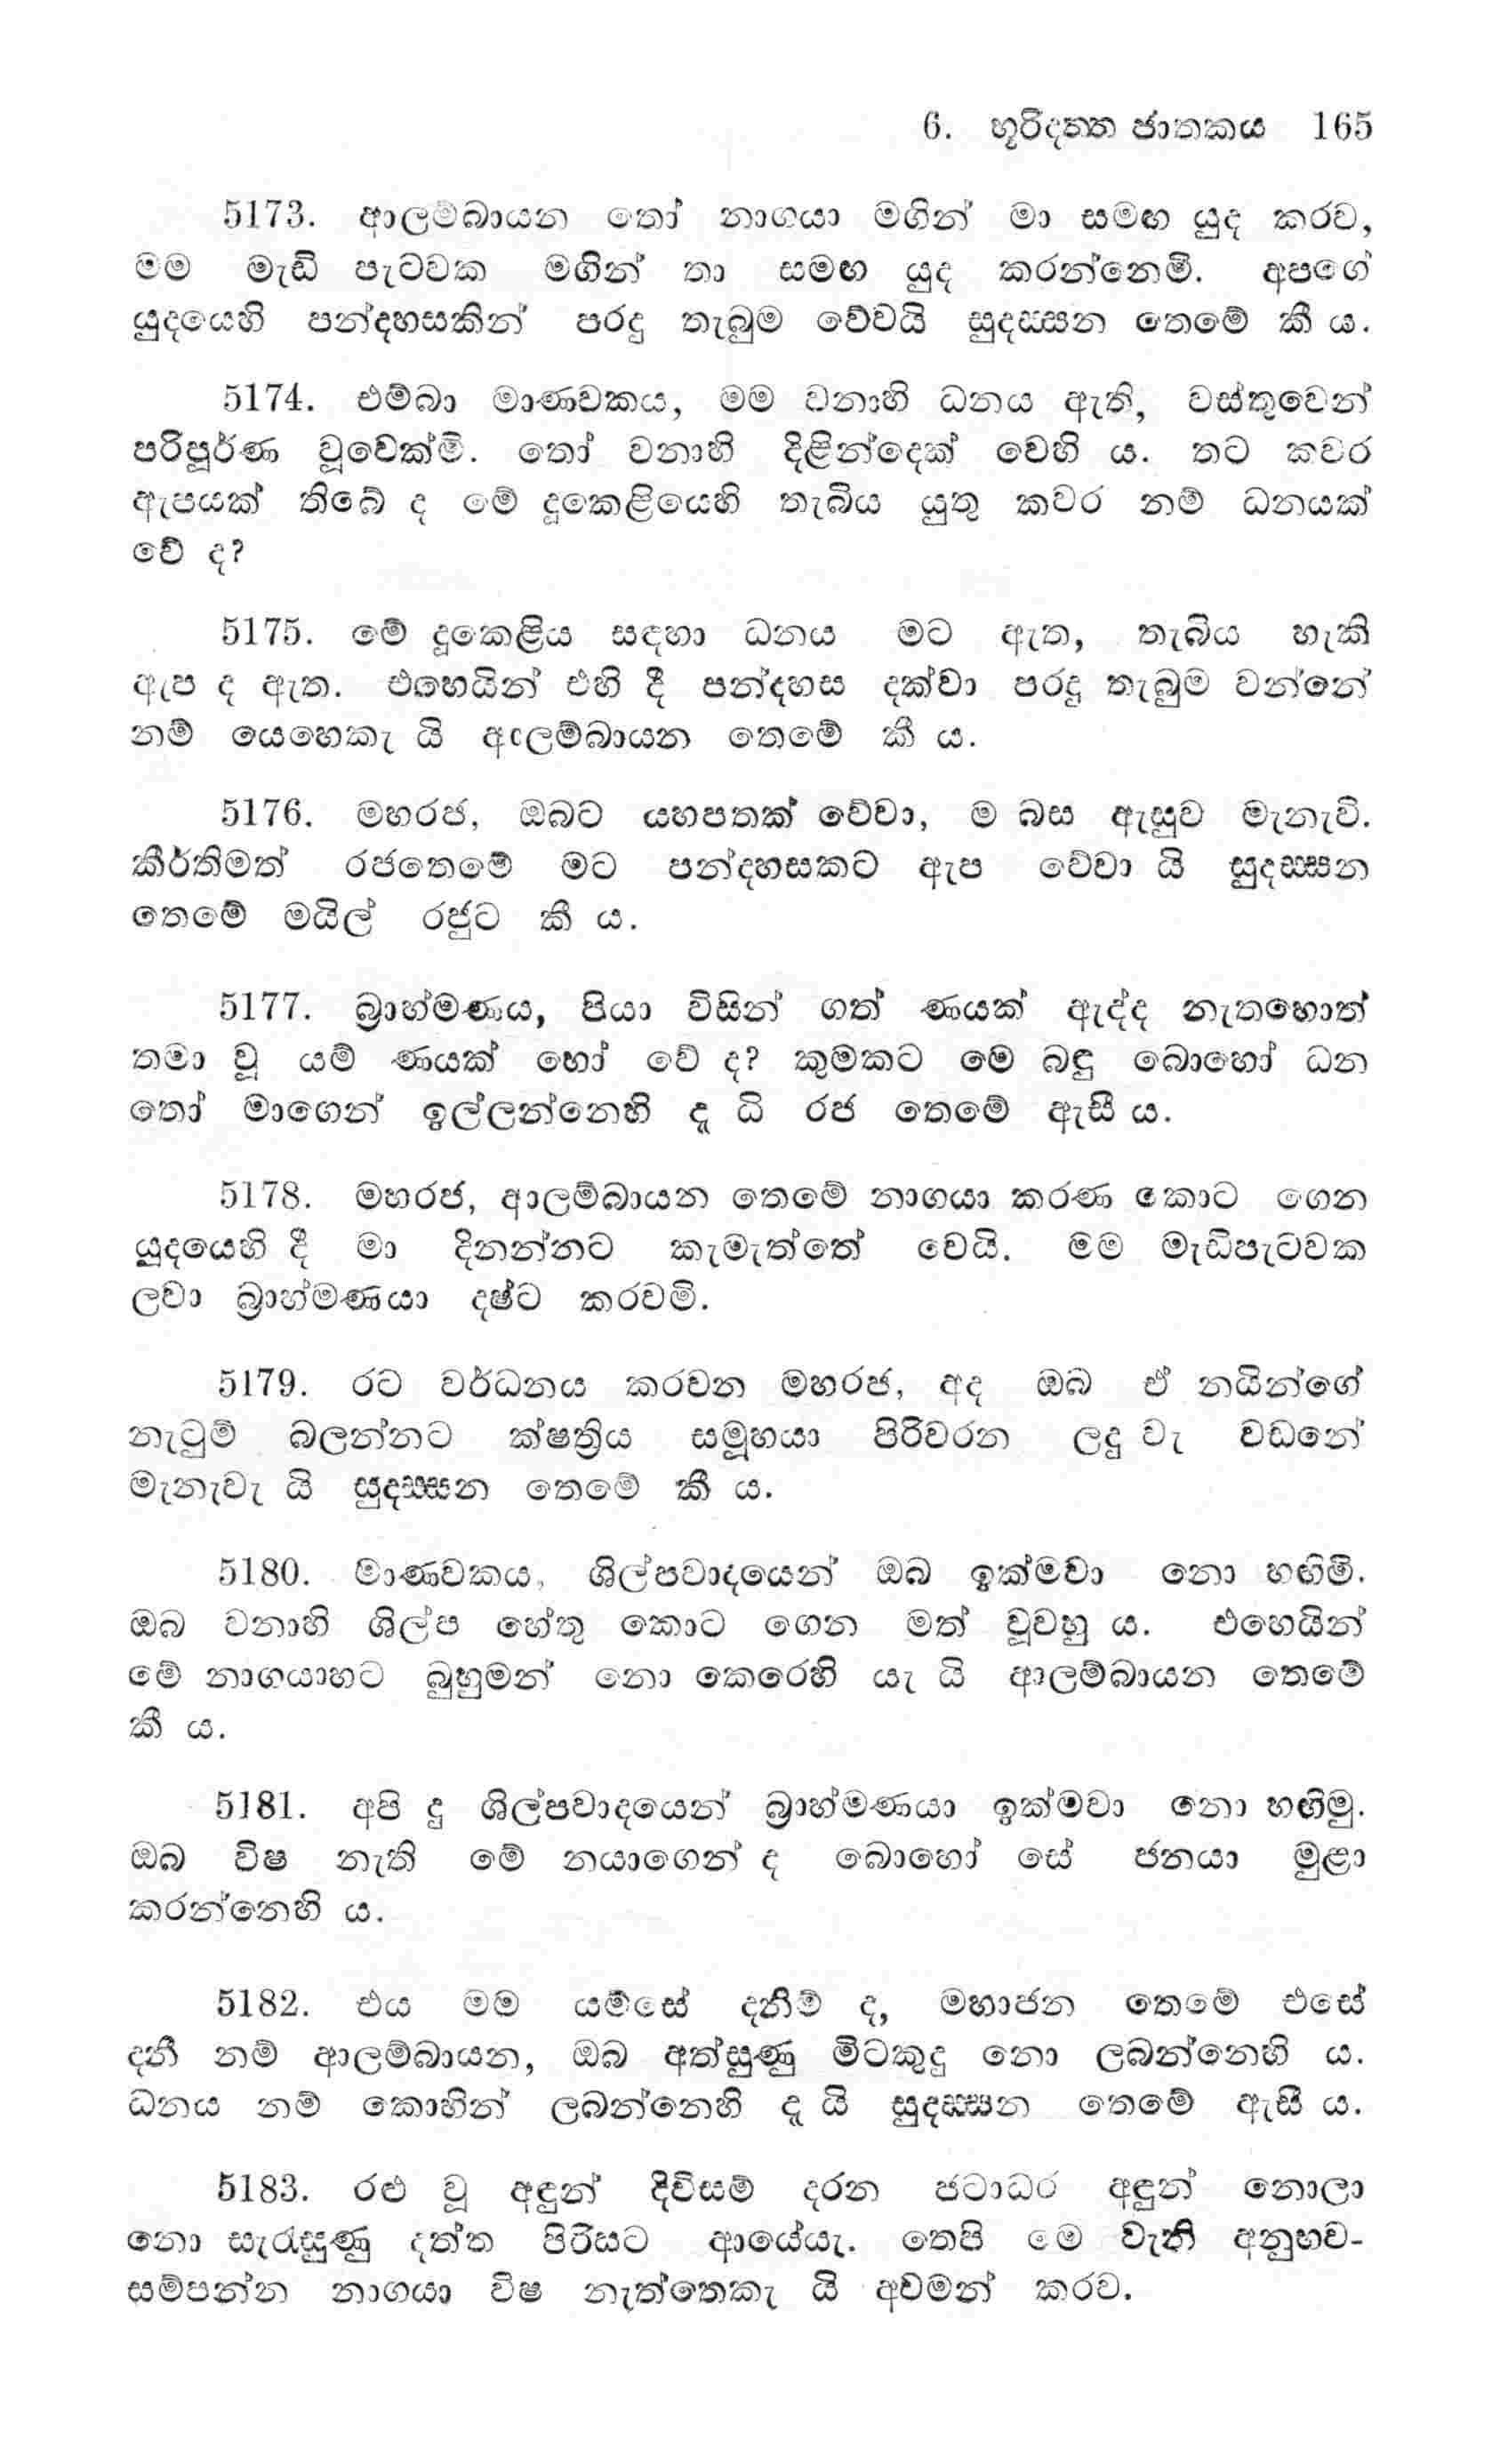 6. භූරිදත්ත ජාතකය 165
5173. ආලම්බායන තෝ නාගයා මගින් මා සමඟ යුද කරව,
මම මැඩි පැටවක මගින් තා සමඟ යුද කරන්නෙමි. අපගේ
යුදයෙහි පන්දහසකින් පරදු තැබුම වේවයි සුදස්සන තෙමේ කී ය.
5174. එම්බා මාණවකය, මම වනාහි ධනය ඇති, වස්තුවෙන්
පරිපූර්ණ වූවෙක්මි. තෝ වනාහි දිළින්දෙක් වෙහි ය. තට කවර
ඇපයක් තිබේ ද මේ දූකෙළියෙහි තැබිය යුතු කවර නම් ධනයක්
වේ ද?
5175. මේ දූකෙළිය සඳහා ධනය මට ඇත, තැබිය හැකි
ඇප ද ඇත. එහෙයින් එහි දී පන්දහස දක්වා පරදු තැබුම වන්නේ
නම් යෙහෙකැ යි අාලම්බායන තෙමේ කී ය.
5176. මහරජ, ඔබට යහපතක් වේවා, ම බස ඇසුව මැනැවි.
කීර්තිමත් රජතෙමේ මට පන්දහසකට ඇප වේවා යි සුදස්සන
තෙමේ මයිල් රජුට කී ය.
5177. බ්‍රාහ්මණය, පියා විසින් ගත් ණයක් ඇද්ද නැතහොත්
තමා වූ යම් ණයක් හෝ වේ ද? කුමකට මෙ බඳු බොහෝ ධන
තෝ මාගෙන් ඉල්ලන්නෙහි දැ යි රජ තෙමේ ඇසී ය.
5178. මහරජ, ආලම්බායන තෙමේ නාගයා කරණ කොට ගෙන
යුදයෙහි දී මා දිනන්නට කැමැත්තේ වෙයි. මම මැඩිපැටවක
ලවා බ්‍රාහ්මණයා දෂ්ට කරවමි.
5179. රට වර්ධනය කරවන මහරජ, අද ඔබ ඒ නයින්ගේ
නැටුම් බලන්නට ක්ෂත්‍රිය සමූහයා පිරිවරන ලදු වැ වඩනේ
මැනැවැ යි සුදස්සන තෙමේ කී ය.
5180. මාණවකය, ශිල්පවාදයෙන් ඔබ ඉක්මවා නො හඟිමි.
ඔබ වනාහි ශිල්ප හේතු කොට ගෙන මත් වූවහු ය. එහෙයින්
මේ නාගයාහට බුහුමන් නො කෙරෙහි යැ යි ආලම්බායන තෙමේ
කී ය.
5181. අපි දු ශිල්පවාදයෙන් බ්‍රාහ්මණයා ඉක්මවා නො හඟිමු.
ඔබ විෂ නැති මේ නයාගෙන් ද බොහෝ සේ ජනයා මුළා
කරන්නෙහි ය.
5182. එය මම යම්සේ දනිම් ද, මහාජන තෙමේ එසේ
දනී නම් ආලම්බායන, ඔබ අත්සුණු මිටකුදු නො ලබන්නෙහි ය.
ධනය නම් කොහින් ලබන්නෙහි දැ යි සුදස්සන තෙමේ ඇසී ය.
5183. රළු වූ අඳුන් දිවිසම් දරන ජටාධර අඳුන් නොලා
නො සැරැසුණු දත්ත පිරිසට ආයේයැ. තෙපි මෙ වැනි අනුභව-
සම්පන්න නාගයා විෂ නැත්තෙකැ යි අවමන් කරව.